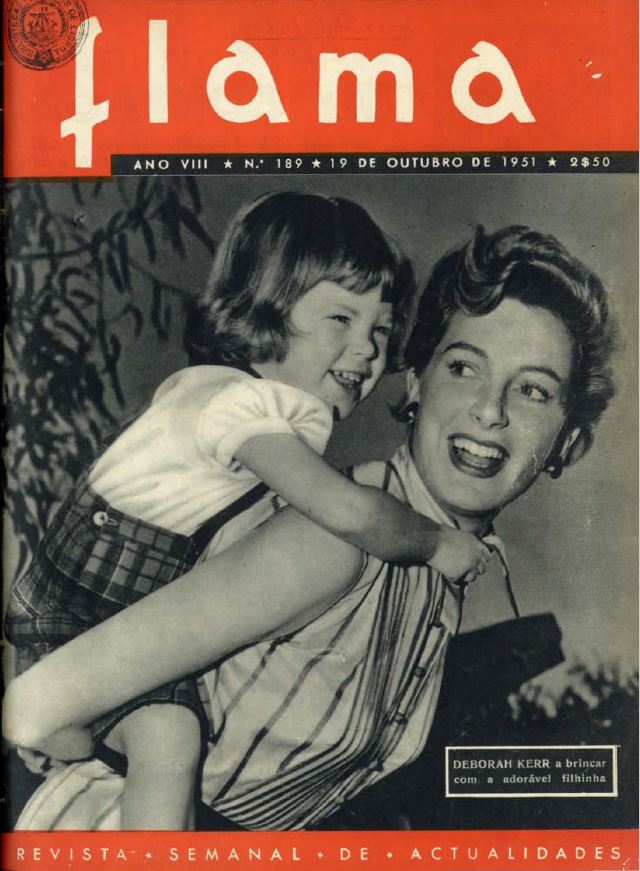 flama
ANO VIII ★ N.º 189 ★ 19 DE OUTUBRO DE 1951 ★ 2$50
DEBORAH KERR a brincar
com a adorável filhinha
REVISTA ★ SEMANAL ★ DE ★ ACTUALIDADES